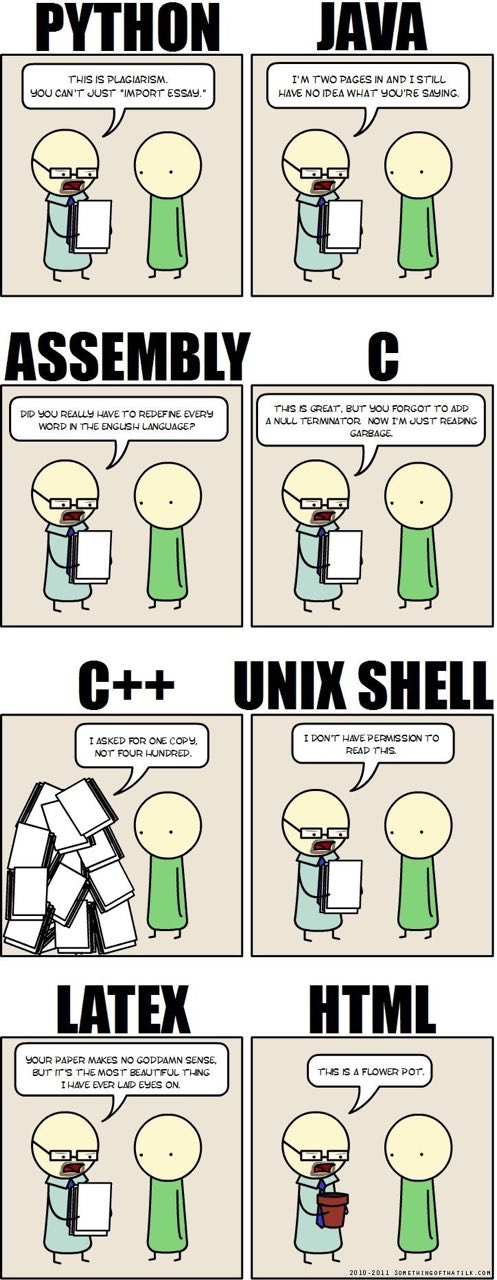 PYTHON
THIS IS PLAGIARISM.
YOU CAN'T JUST "IMPORT ESSAY."
JAVA
I'M TWO PAGES IN AND I STILL
HAVE NO IDEA WHAT YOU'RE SAYING.
ASSEMBLY
DID YOU REALLY HAVE TO REDEFINE EVERY
WORD IN THE ENGLISH LANGUAGE?
C
THIS IS GREAT, BUT YOU FORGOT TO ADD
A NULL TERMINATOR. NOW I'M JUST READING
GARBAGE.
C++
I ASKED FOR ONE COPY,
NOT FOUR HUNDRED.
UNIX SHELL
I DON'T HAVE PERMISSION TO
READ THIS.
LATEX
YOUR PAPER MAKES NO GODDAMN SENSE,
BUT IT'S THE MOST BEAUTIFUL THING
I HAVE EVER LAID EYES ON.
HTML
THIS IS A FLOWER POT.
2010-2011 SOMETHINGOFTHATILK.COM